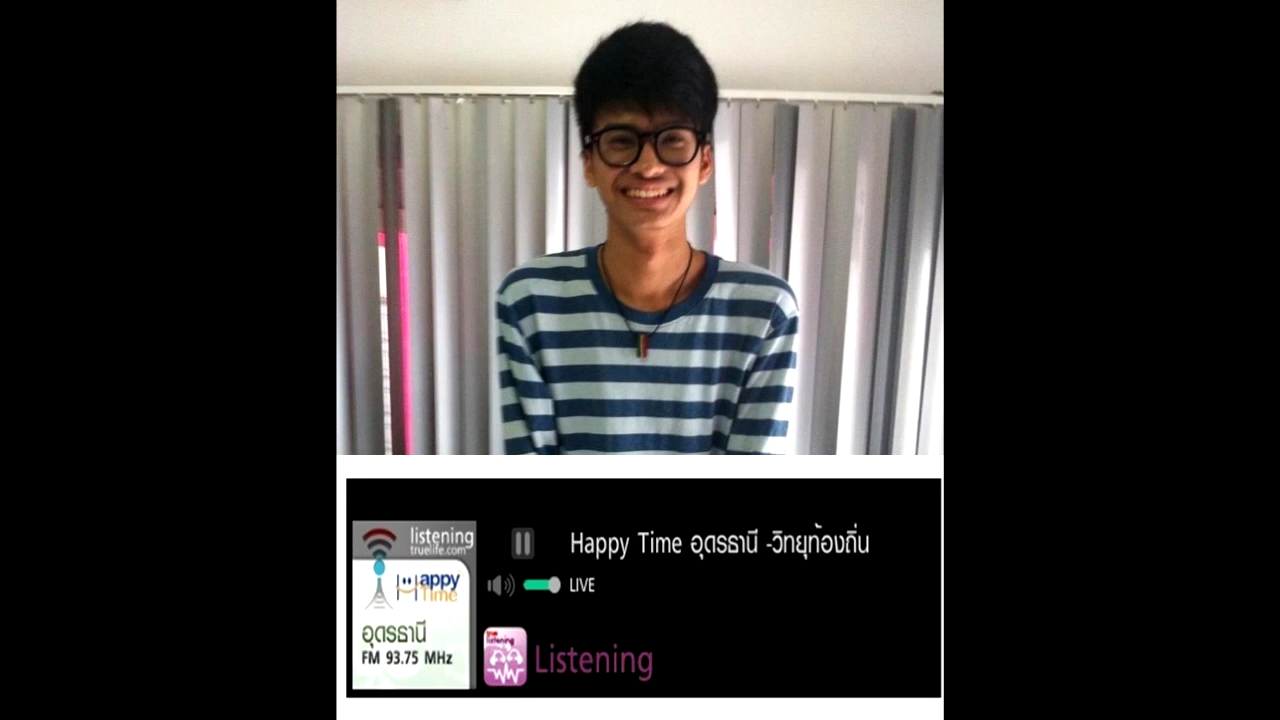 listening
truelife.com
Happy Time
อุดรธานี
FM 93.75 MHz
Happy Time อุดรธานี -วิทยุท้องถิ่น
LIVE
listening
Listening